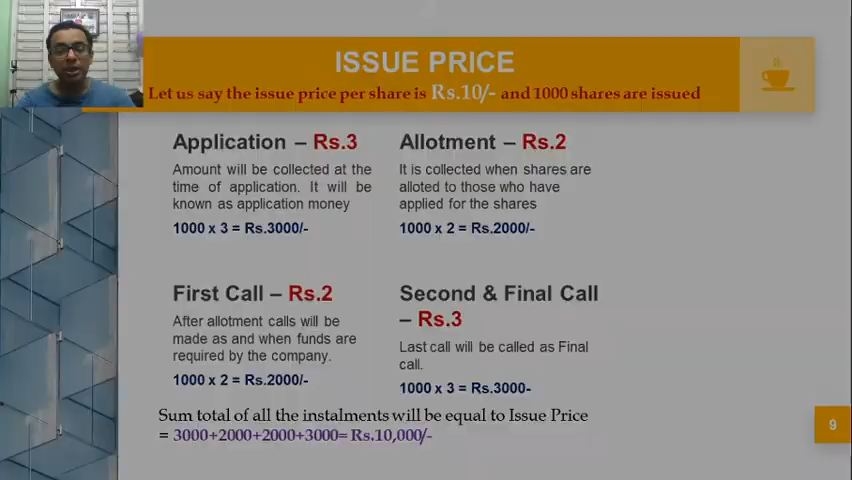 ISSUE PRICE
Let us say the issue price per share is Rs.10/- and 1000 shares are issued
Application – Rs.3
Amount will be collected at the
time of application. It will be
known as application money
1000 x 3 = Rs.3000/-
Allotment – Rs.2
It is collected when shares are
alloted to those who have
applied for the shares
1000 x 2 = Rs.2000/-
First Call – Rs.2
After allotment calls will be
made as and when funds are
required by the company.
1000 x 2 = Rs.2000/-
Second & Final Call
– Rs.3
Last call will be called as Final
call.
1000 x 3 = Rs.3000-
Sum total of all the instalments will be equal to Issue Price
= 3000+2000+2000+3000= Rs.10,000/-
9